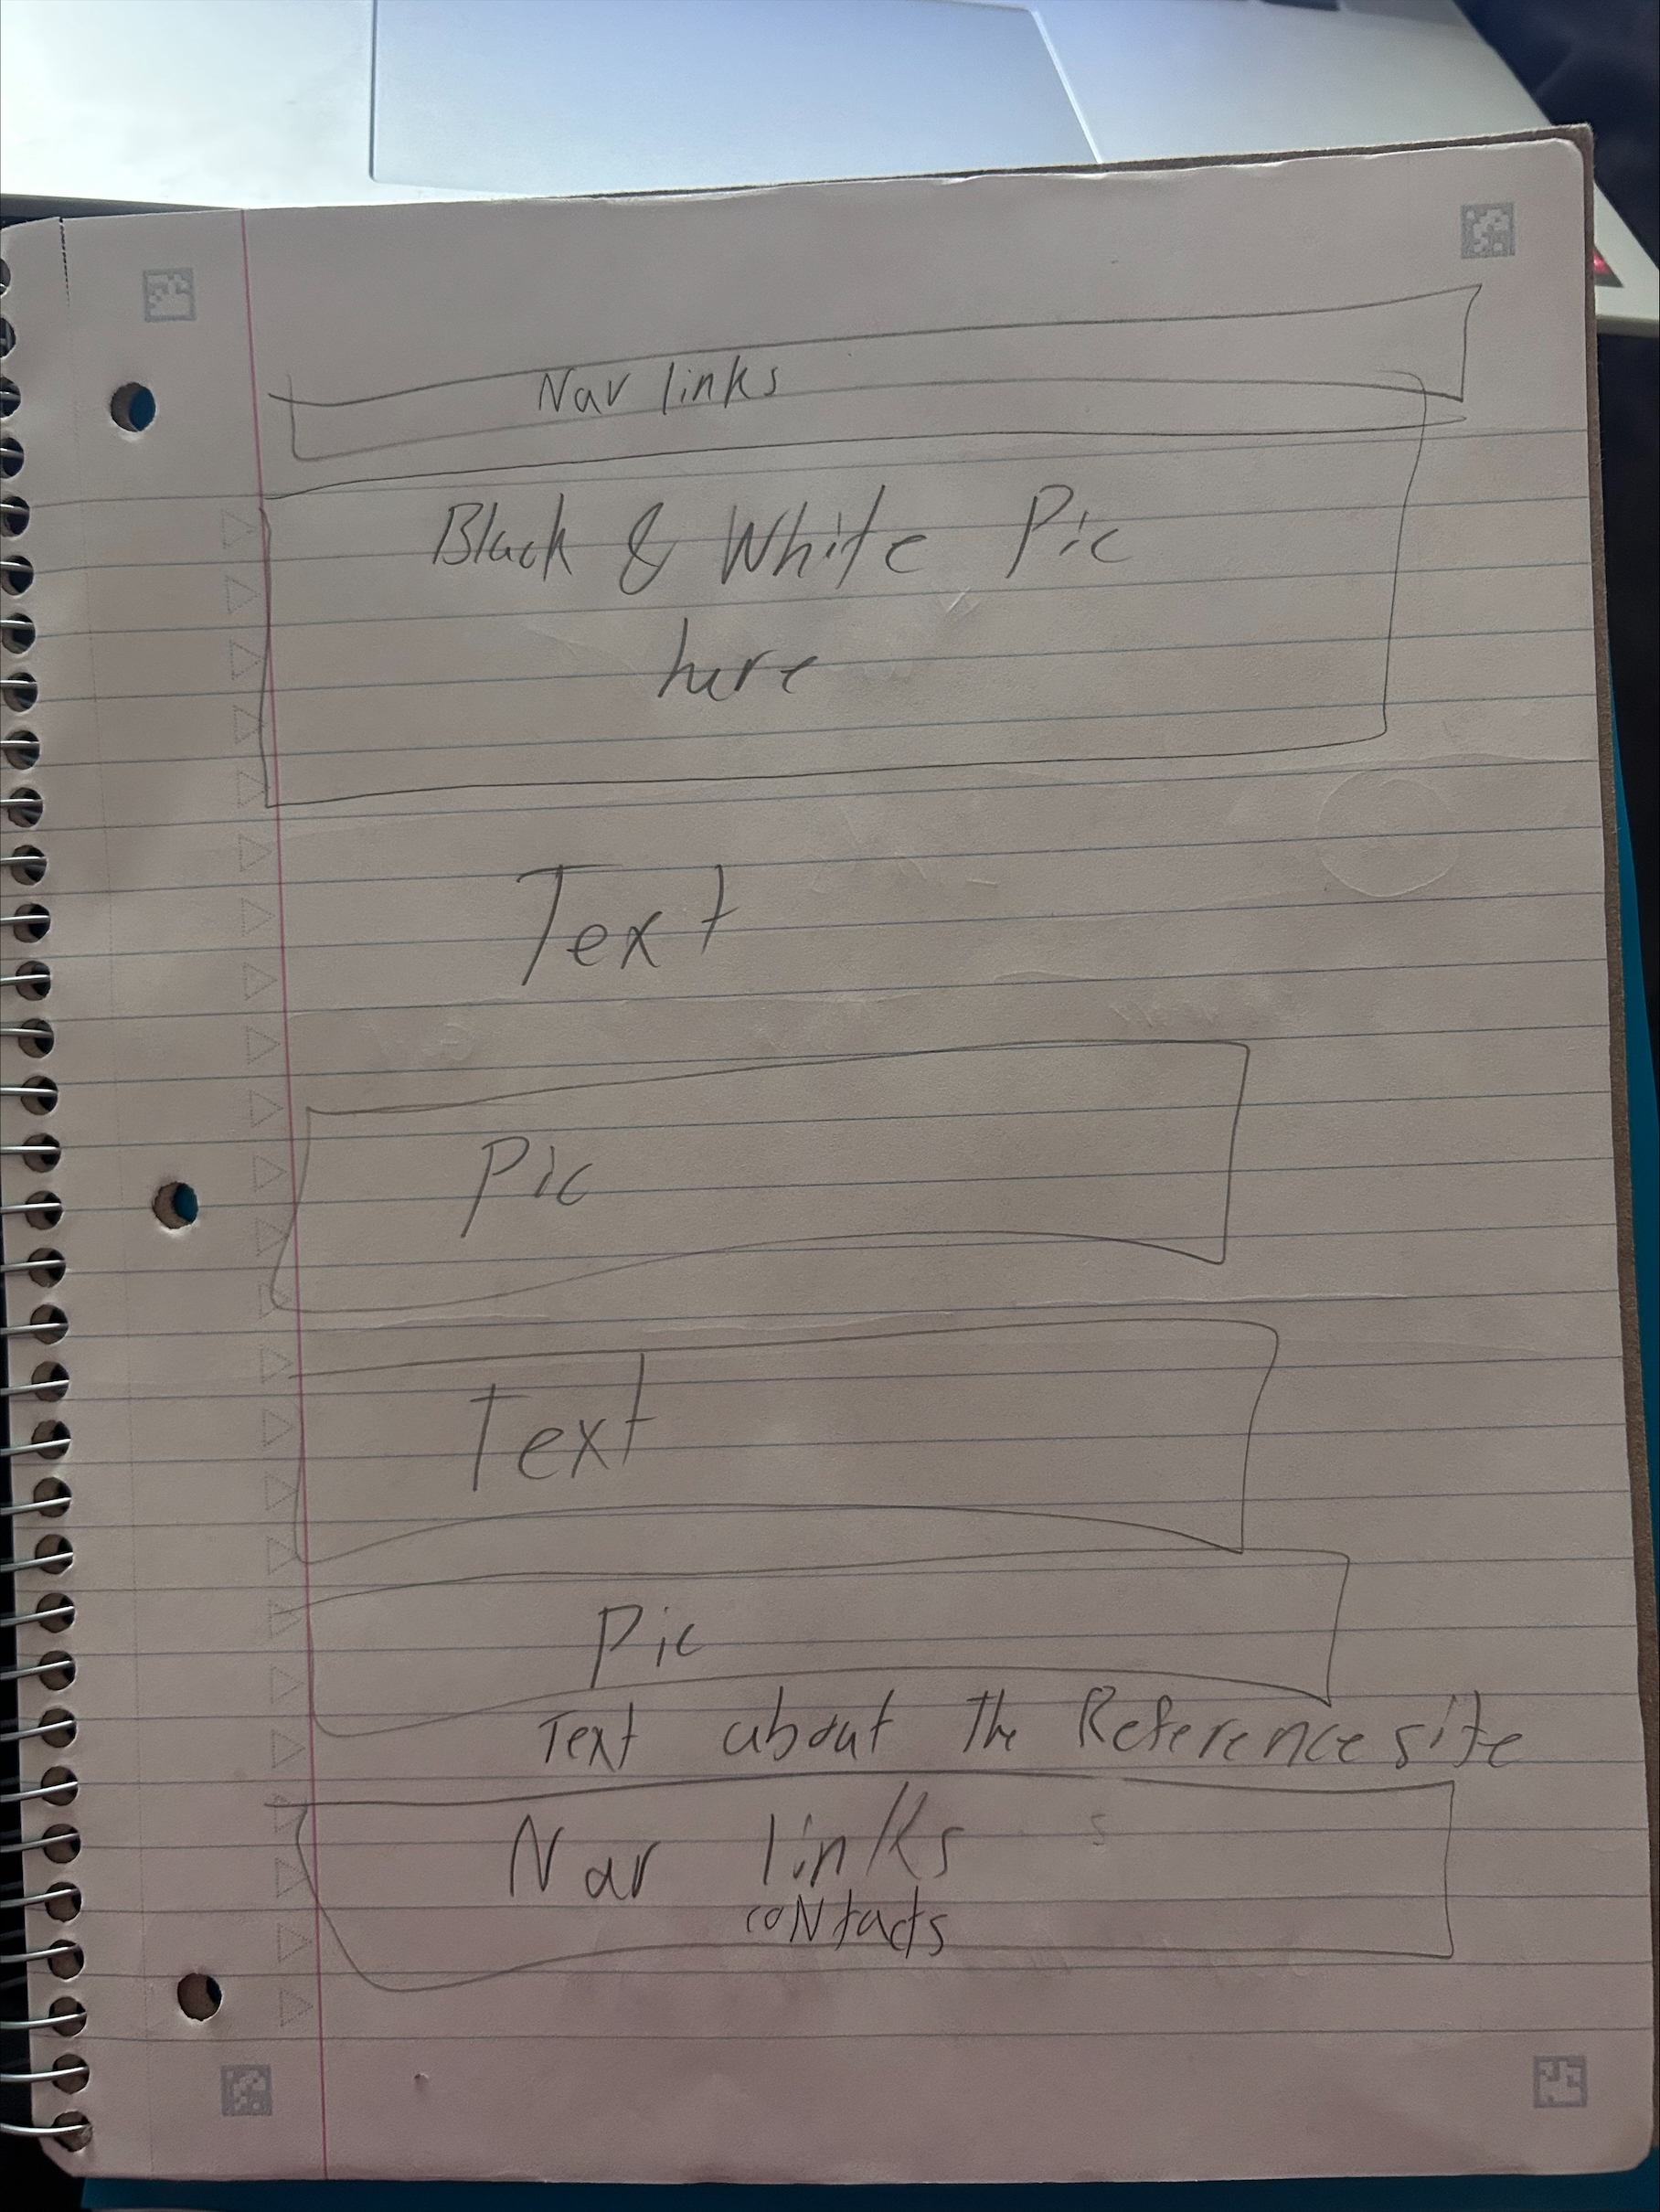 Nav links
Black & White Pic
here
Text
Pic
Text
Pic
Text about the Reference site
Nav links s
coNtacts